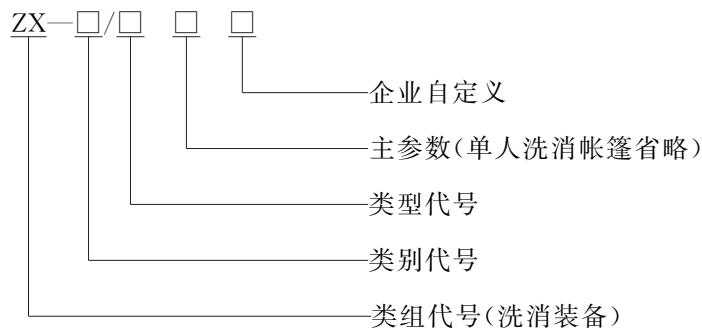 ZX—□/□ □ □
企业自定义
主参数(单人洗消帐篷省略)
类型代号
类别代号
类组代号(洗消装备)